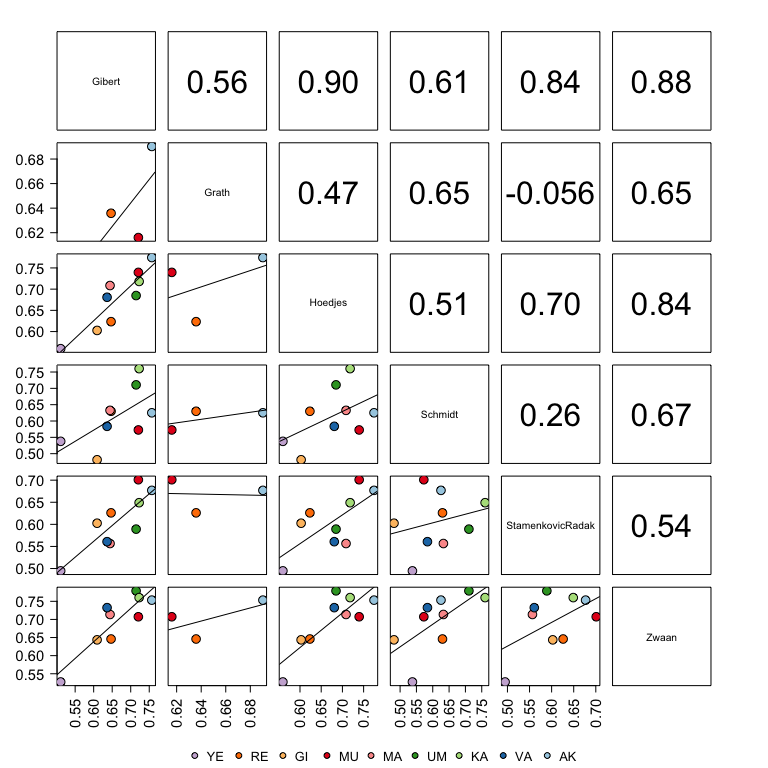 Gibert 0.56 0.90 0.61 0.84 0.88
0.68 0.66 0.64 0.62 Grath 0.47 0.65 -0.056 0.65
0.75 0.70 0.65 0.60 Hoedjes 0.51 0.70 0.84
0.75 0.70 0.65 0.60 0.55 0.50 Schmidt 0.26 0.67
0.70 0.65 0.60 0.55 0.50 StamenkovicRadak 0.54
0.75 0.70 0.65 0.60 0.55 Zwaan
0.55 0.60 0.65 0.70 0.75 0.62 0.64 0.66 0.68 0.60 0.65 0.70 0.75 0.50 0.55 0.60 0.65 0.70 0.75 0.50 0.55 0.60 0.65 0.70
YE RE GI MU MA UM KA VA AK